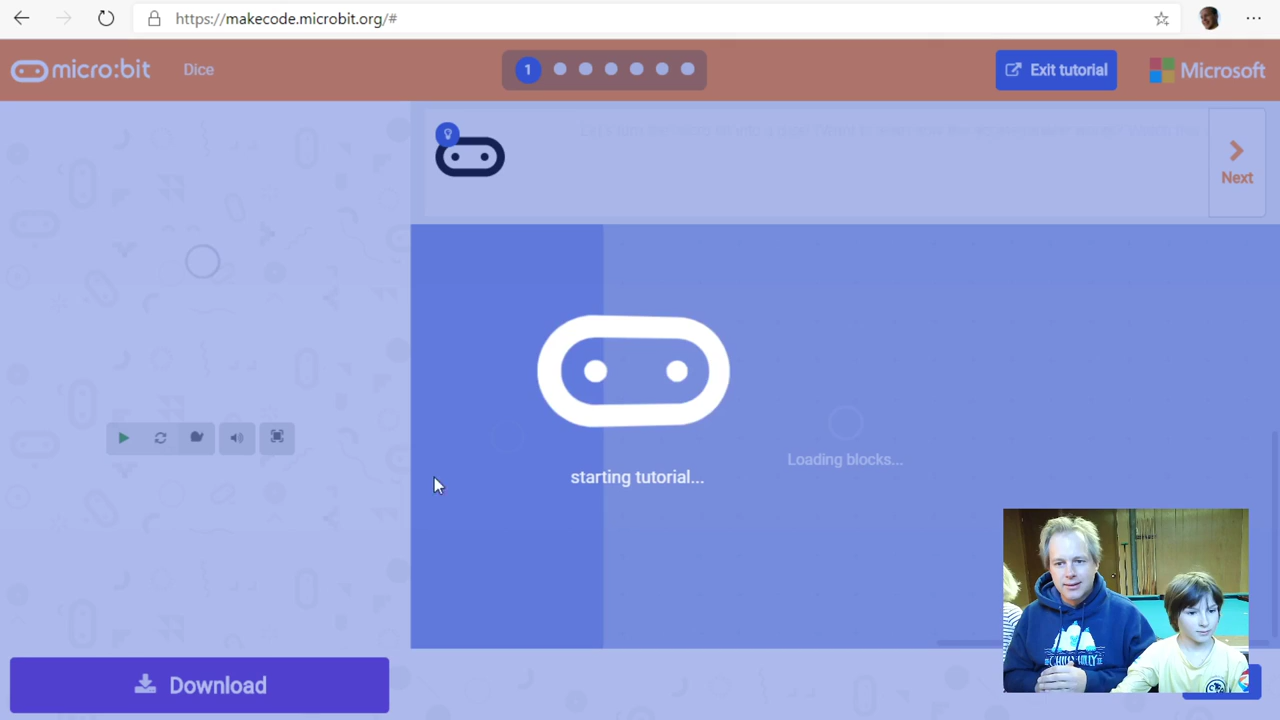 https://makecode.microbit.org/#
micro:bit
Dice
1
Exit tutorial
Microsoft
Next
starting tutorial...
Loading blocks...
Download